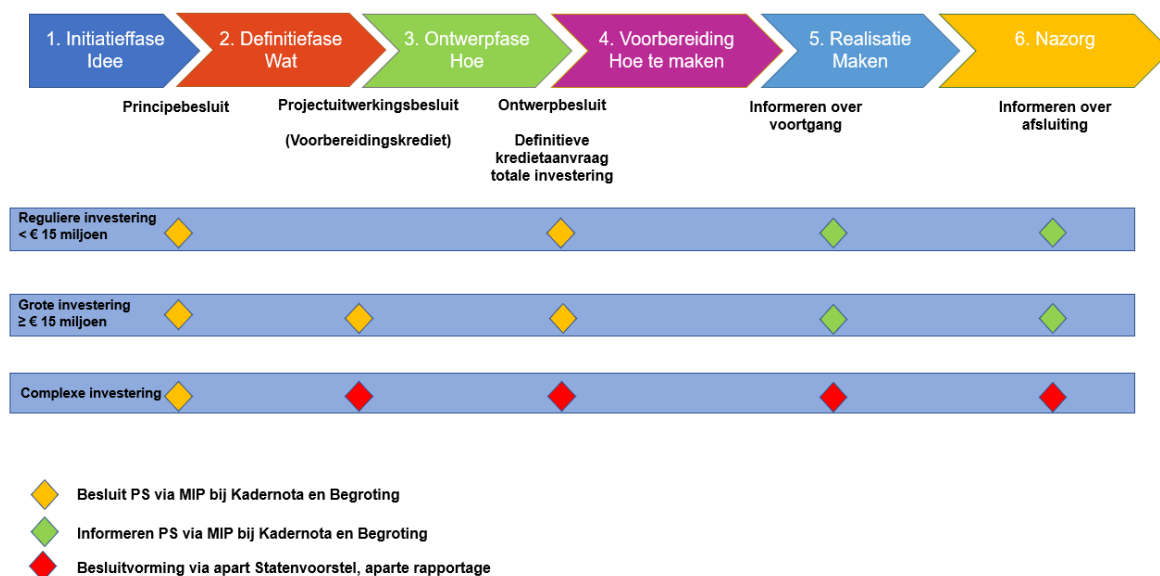 1. Initiatieffase
Idee
2. Definitiefase
Wat
3. Ontwerpfase
Hoe
4. Voorbereiding
Hoe te maken
5. Realisatie
Maken
6. Nazorg
Principebesluit
Projectuitwerkingsbesluit
(Voorbereidingskrediet)
Ontwerpbesluit
Definitieve
kredietaanvraag
totale investering
Informeren over
voortgang
Informeren over
afsluiting
Reguliere investering
< € 15 miljoen
Grote investering
≥ € 15 miljoen
Complexe investering
Besluit PS via MIP bij Kadernota en Begroting
Informeren PS via MIP bij Kadernota en Begroting
Besluitvorming via apart Statenvoorstel, aparte rapportage